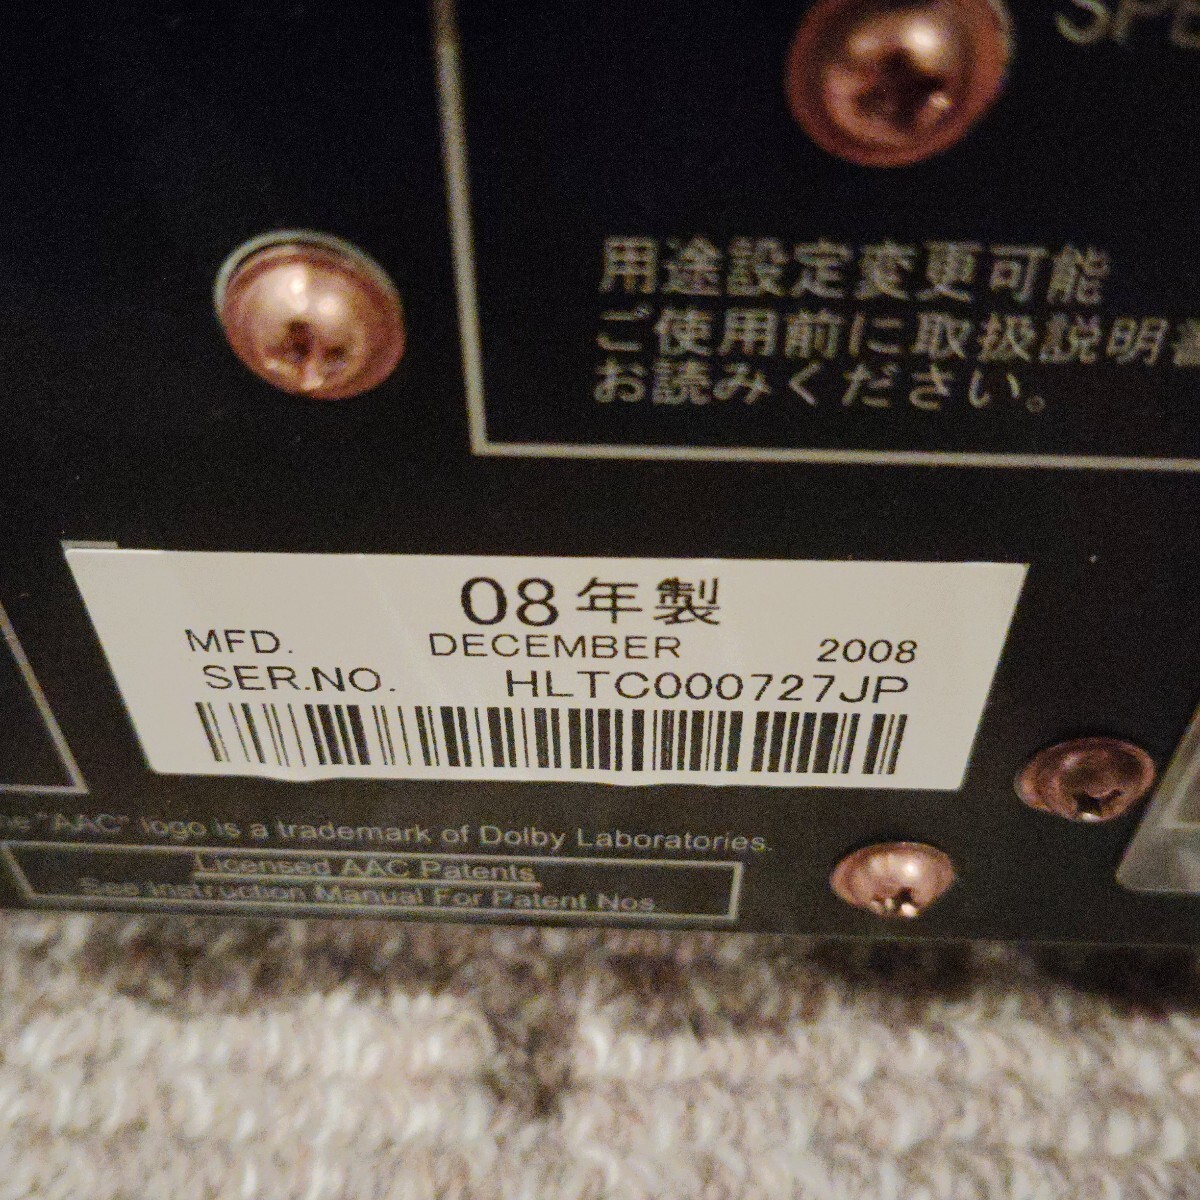 用途設定変更可能
ご使用前に取扱説明書
お読みください。
08年製
MFD. DECEMBER 2008
SER.NO. HLTC000727JP
"AAC" logo is a trademark of Dolby Laboratories.
Licensed AAC Patents
See Instruction Manual For Patent Nos.